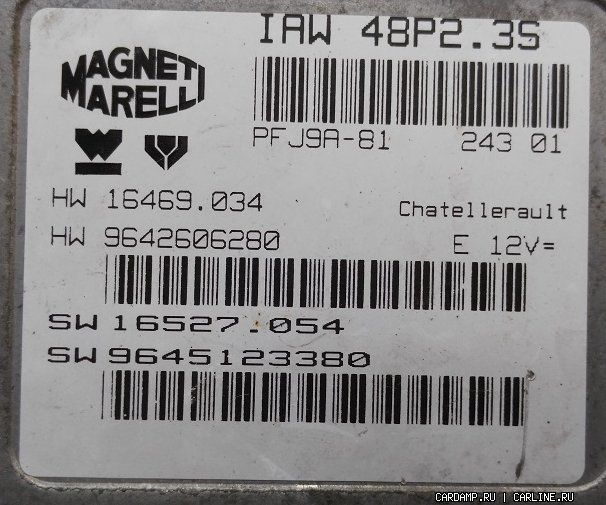 IAW 48P2.3S
MAGNETI
MARELLI
PFJ9A-81 243 01
HW 16469.034
Chatellerault
HW 9642606280 E 12V=
SW 16527.054
SW 9645123380
CARDAMP.RU | CARLINE.RU